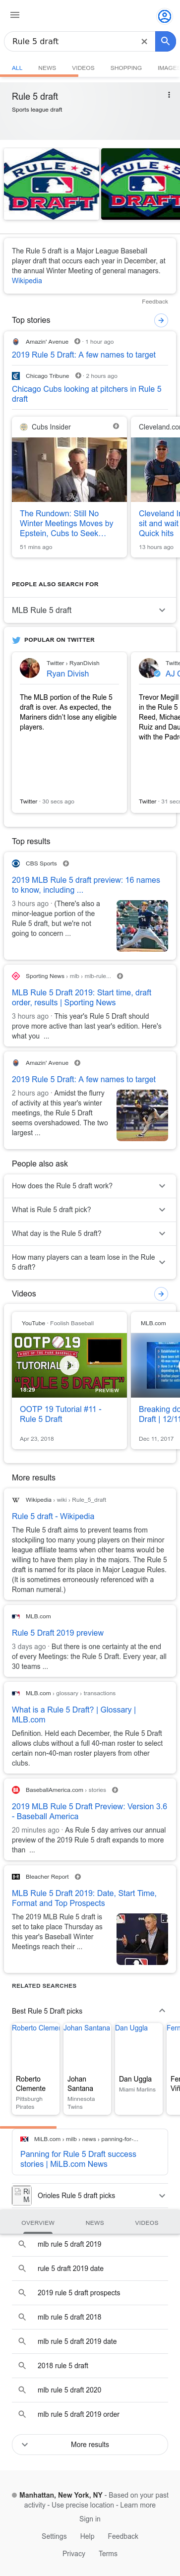 Rule 5 draft
ALL NEWS VIDEOS SHOPPING IMAG
Rule 5 draft
Sports league draft
RULE 5
DRAFT
RULE 5
DRAFT
The Rule 5 draft is a Major League Baseball
player draft that occurs each year in December, at
the annual Winter Meeting of general managers.
Wikipedia
Feedback
Top stories
Amazin' Avenue 1 hour ago
2019 Rule 5 Draft: A few names to target
Chicago Tribune 2 hours ago
Chicago Cubs looking at pitchers in Rule 5
draft
Cubs Insider
The Rundown: Still No
Winter Meetings Moves by
Epstein, Cubs to Seek…
51 mins ago
Cleveland.co
Cleveland In
sit and wait
Quick hits
13 hours ago
PEOPLE ALSO SEARCH FOR
MLB Rule 5 draft
POPULAR ON TWITTER
Twitter › RyanDivish
Ryan Divish
The MLB portion of the Rule 5
draft is over. As expected, the
Mariners didn't lose any eligible
players.
Twitter · 30 secs ago
Twitte
AJ C
Trevor Megill
in the Rule 5
Reed, Michae
Ruiz and Dau
with the Padr
Twitter · 31 sec
Top results
CBS Sports
2019 MLB Rule 5 draft preview: 16 names
to know, including ...
3 hours ago · (There's also a
minor-league portion of the
Rule 5 draft, but we're not
going to concern ...
Sporting News › mlb › mlb-rule...
MLB Rule 5 Draft 2019: Start time, draft
order, results | Sporting News
3 hours ago · This year's Rule 5 Draft should
prove more active than last year's edition. Here's
what you ...
Amazin' Avenue
2019 Rule 5 Draft: A few names to target
2 hours ago · Amidst the flurry
of activity at this year's winter
meetings, the Rule 5 Draft
seems overshadowed. The two
largest ...
People also ask
How does the Rule 5 draft work?
What is Rule 5 draft pick?
What day is the Rule 5 draft?
How many players can a team lose in the Rule
5 draft?
Videos
YouTube · Foolish Baseball
OOTP 19
TUTORIAL
"RULE 5 DRAFT"
18:29 PREVIEW
OOTP 19 Tutorial #11 -
Rule 5 Draft
Apr 23, 2018
MLB.com
Breaking do
Draft | 12/11
Dec 11, 2017
More results
Wikipedia › wiki › Rule_5_draft
Rule 5 draft - Wikipedia
The Rule 5 draft aims to prevent teams from
stockpiling too many young players on their minor
league affiliate teams when other teams would be
willing to have them play in the majors. The Rule 5
draft is named for its place in Major League Rules.
(It is sometimes erroneously referenced with a
Roman numeral.)
MLB.com
Rule 5 Draft 2019 preview
3 days ago · But there is one certainty at the end
of every Meetings: the Rule 5 Draft. Every year, all
30 teams ...
MLB.com › glossary › transactions
What is a Rule 5 Draft? | Glossary |
MLB.com
Definition. Held each December, the Rule 5 Draft
allows clubs without a full 40-man roster to select
certain non-40-man roster players from other
clubs.
BaseballAmerica.com › stories
2019 MLB Rule 5 Draft Preview: Version 3.6
- Baseball America
20 minutes ago · As Rule 5 day arrives our annual
preview of the 2019 Rule 5 draft expands to more
than ...
Bleacher Report
MLB Rule 5 Draft 2019: Date, Start Time,
Format and Top Prospects
The 2019 MLB Rule 5 draft is
set to take place Thursday as
this year's Baseball Winter
Meetings reach their ...
RELATED SEARCHES
Best Rule 5 Draft picks
Roberto Cleme Johan Santana Dan Uggla Fern
Roberto
Clemente
Pittsburgh
Pirates
Johan
Santana
Minnesota
Twins
Dan Uggla
Miami Marlins
Fer
Viñ
MiLB.com › milb › news › panning-for-...
Panning for Rule 5 Draft success
stories | MiLB.com News
Ri
M
Orioles Rule 5 draft picks
OVERVIEW NEWS VIDEOS
mlb rule 5 draft 2019
rule 5 draft 2019 date
2019 rule 5 draft prospects
mlb rule 5 draft 2018
mlb rule 5 draft 2019 date
2018 rule 5 draft
mlb rule 5 draft 2020
mlb rule 5 draft 2019 order
More results
Manhattan, New York, NY - Based on your past
activity - Use precise location - Learn more
Sign in
Settings Help Feedback
Privacy Terms